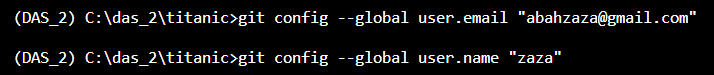 (DAS_2) C:\das_2\titanic>git config --global user.email "abahzaza@gmail.com"
(DAS_2) C:\das_2\titanic>git config --global user.name "zaza"